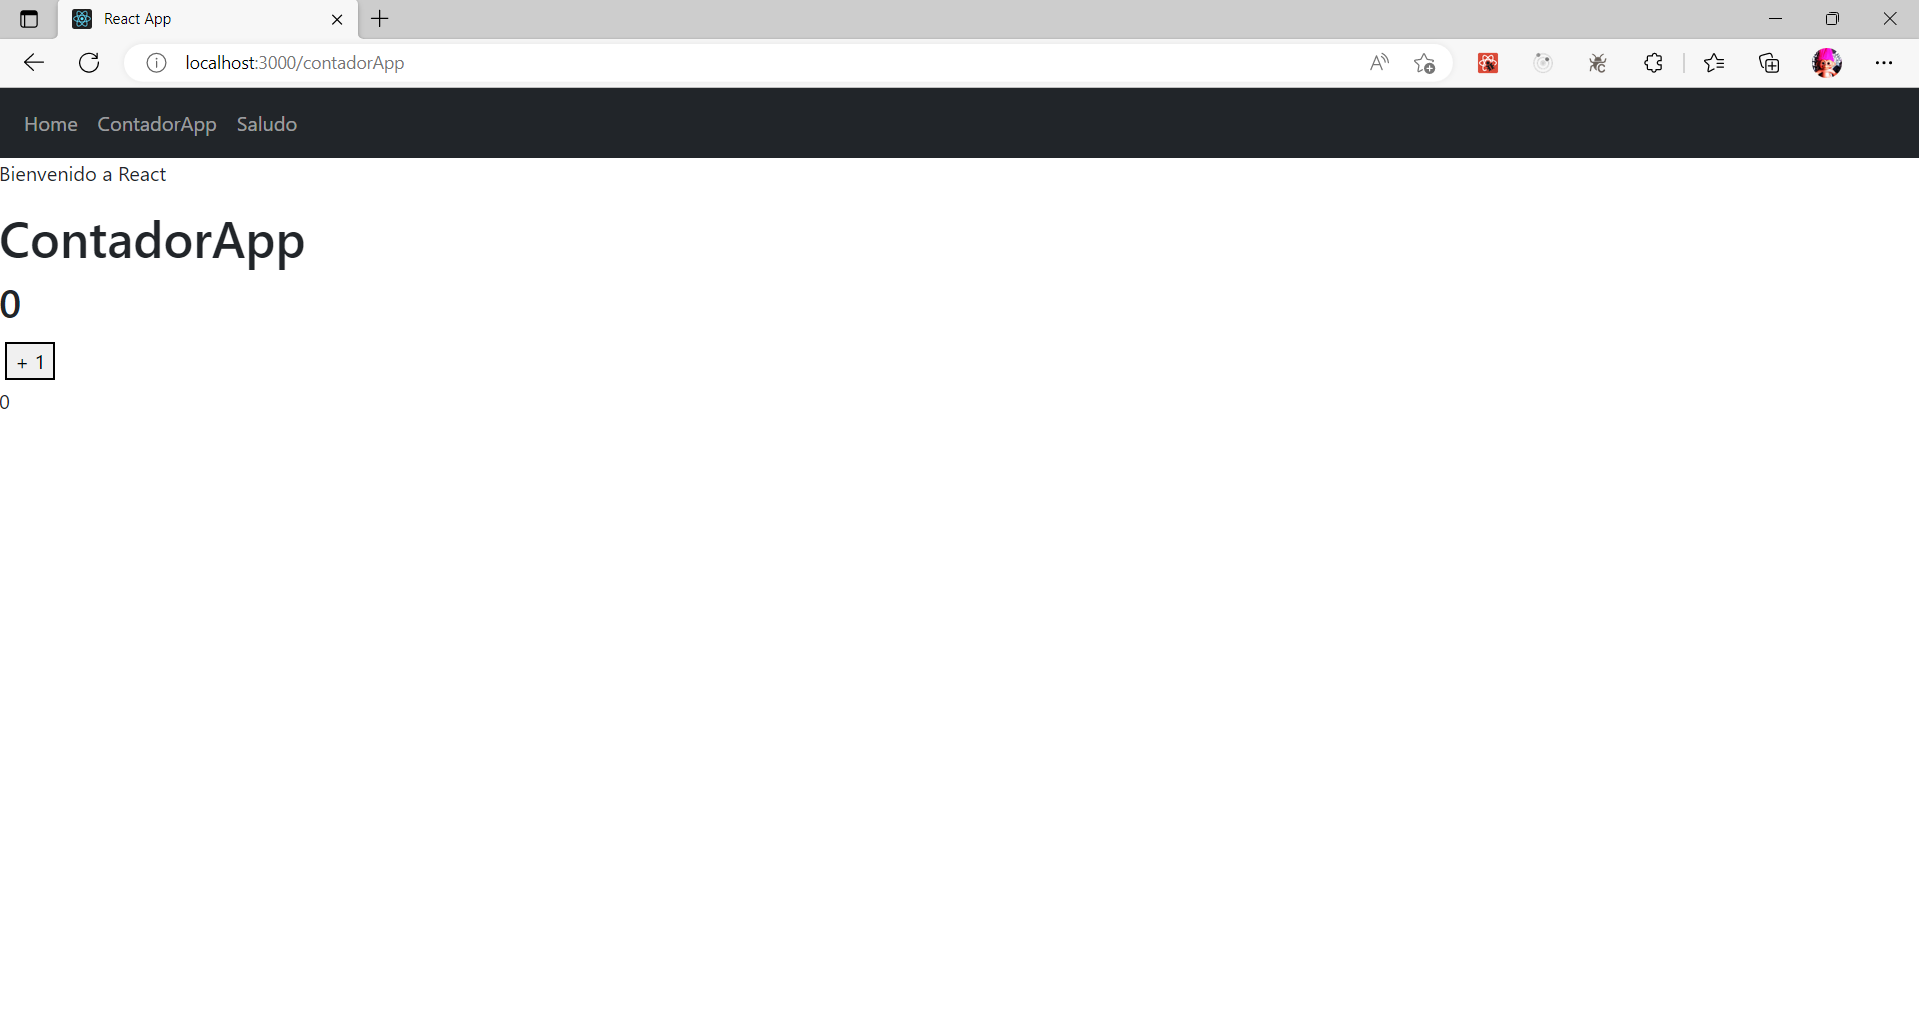 React App
localhost:3000/contadorApp
Home ContadorApp Saludo
Bienvenido a React
ContadorApp
0
+ 1
0